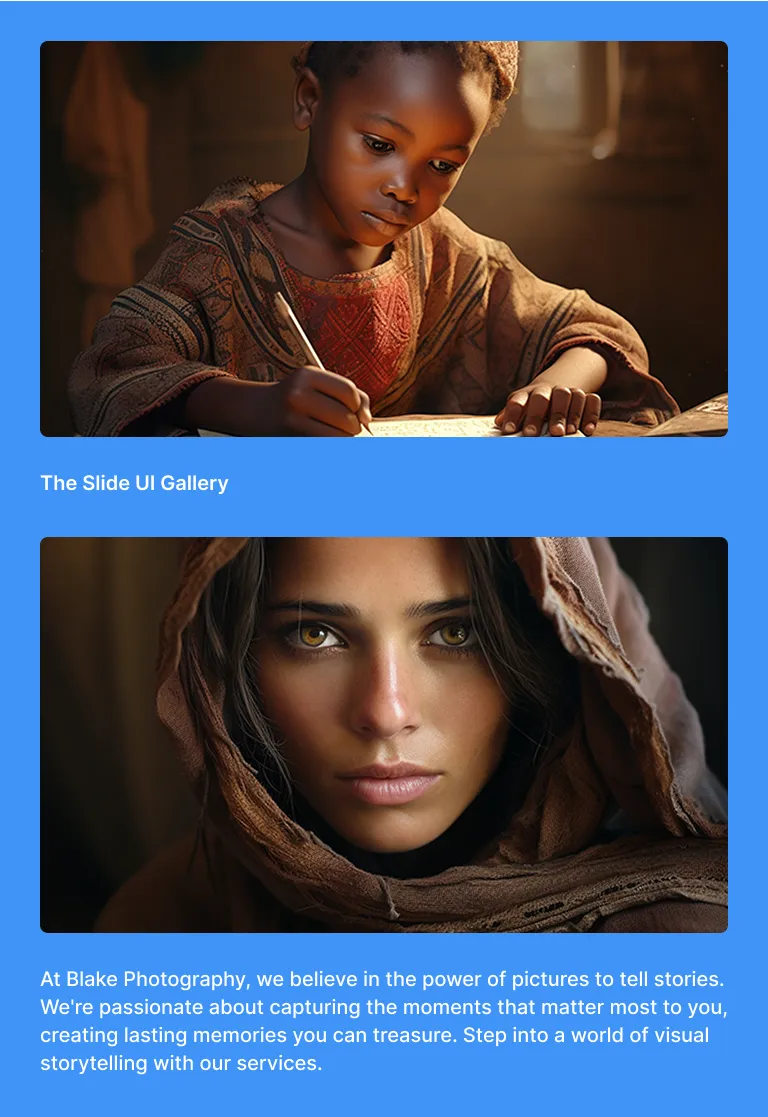 The Slide UI Gallery
At Blake Photography, we believe in the power of pictures to tell stories.
We're passionate about capturing the moments that matter most to you,
creating lasting memories you can treasure. Step into a world of visual
storytelling with our services.